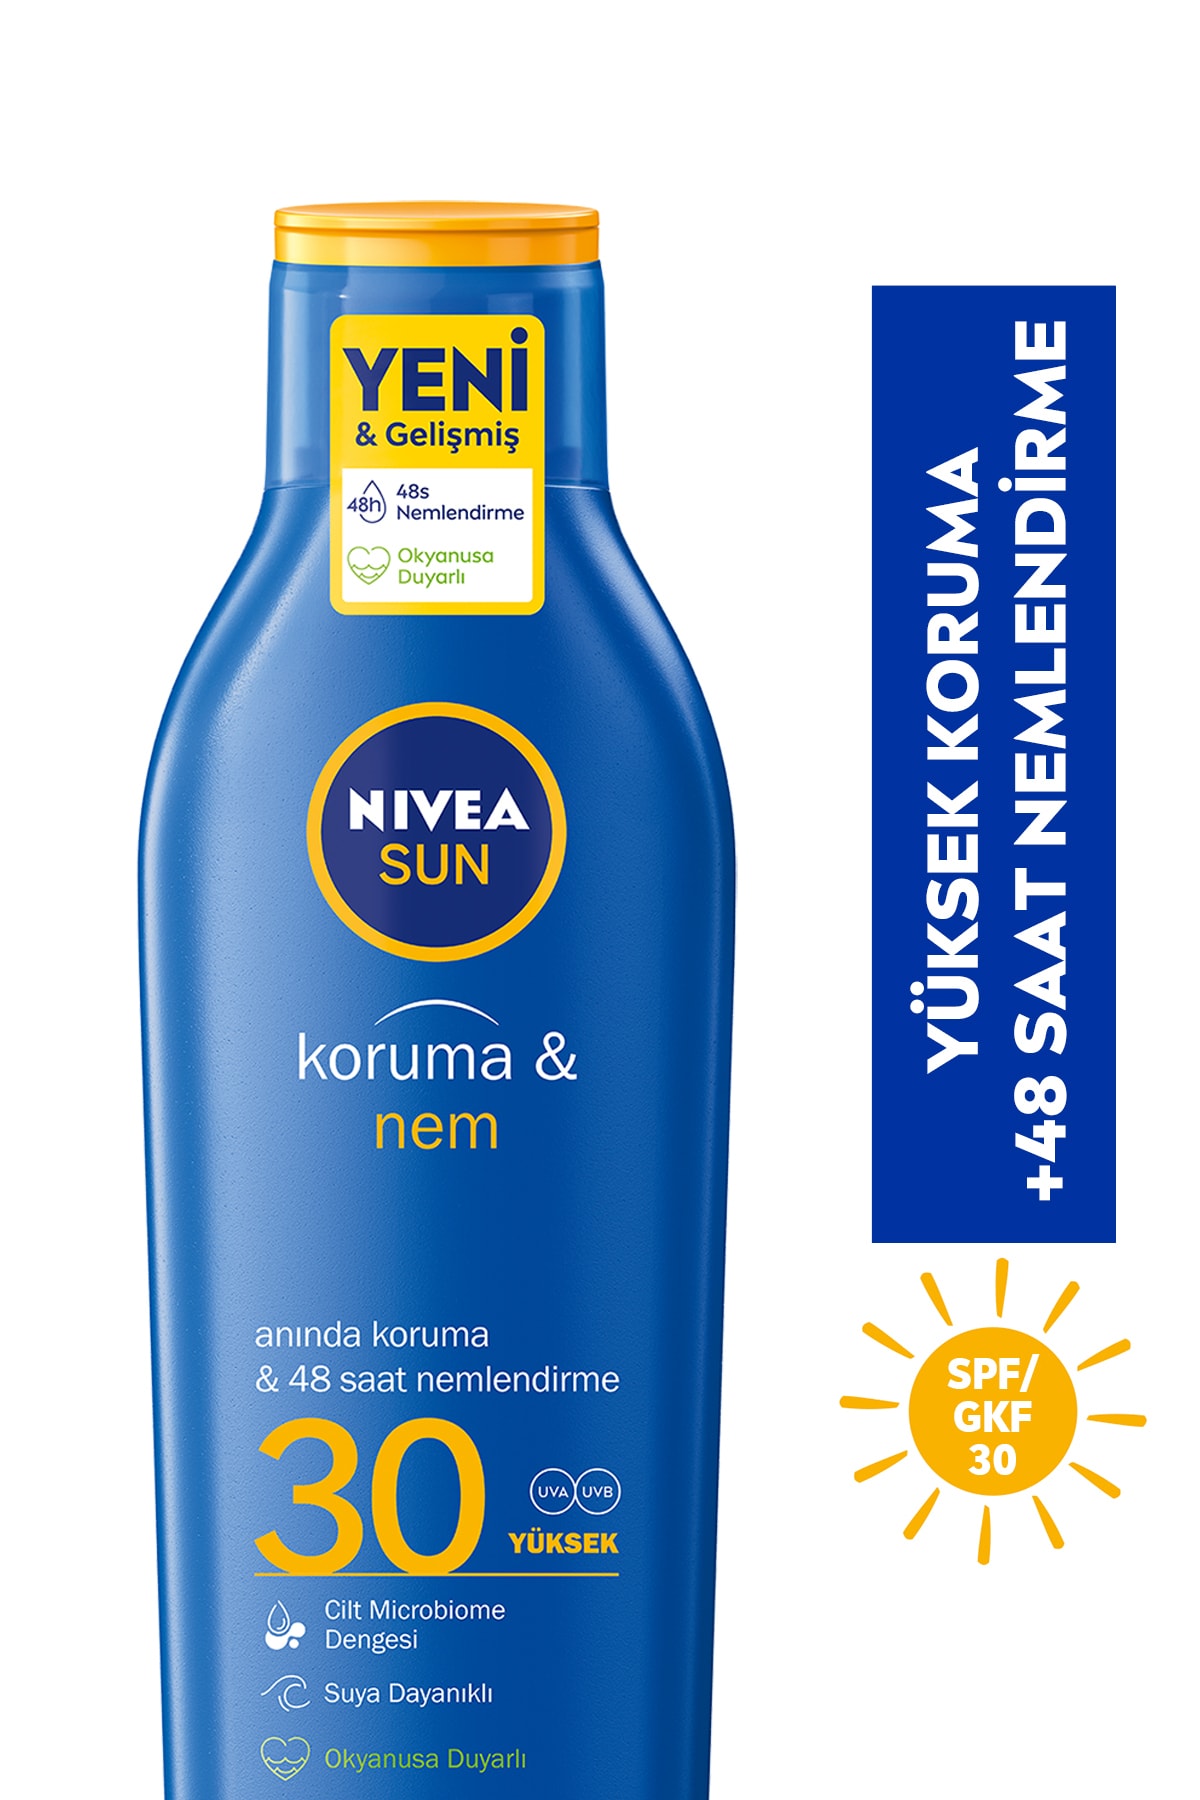 YENİ
& Gelişmiş
48h
48s
Nemlendirme
Okyanusa
Duyarlı
NIVEA
SUN
koruma &
nem
anında koruma
& 48 saat nemlendirme
30
UVA UVB
YÜKSEK
Cilt Microbiome
Dengesi
Suya Dayanıklı
Okyanusa Duyarlı
YÜKSEK KORUMA
+48 SAAT NEMLENDİRME
SPF/
GKF
30